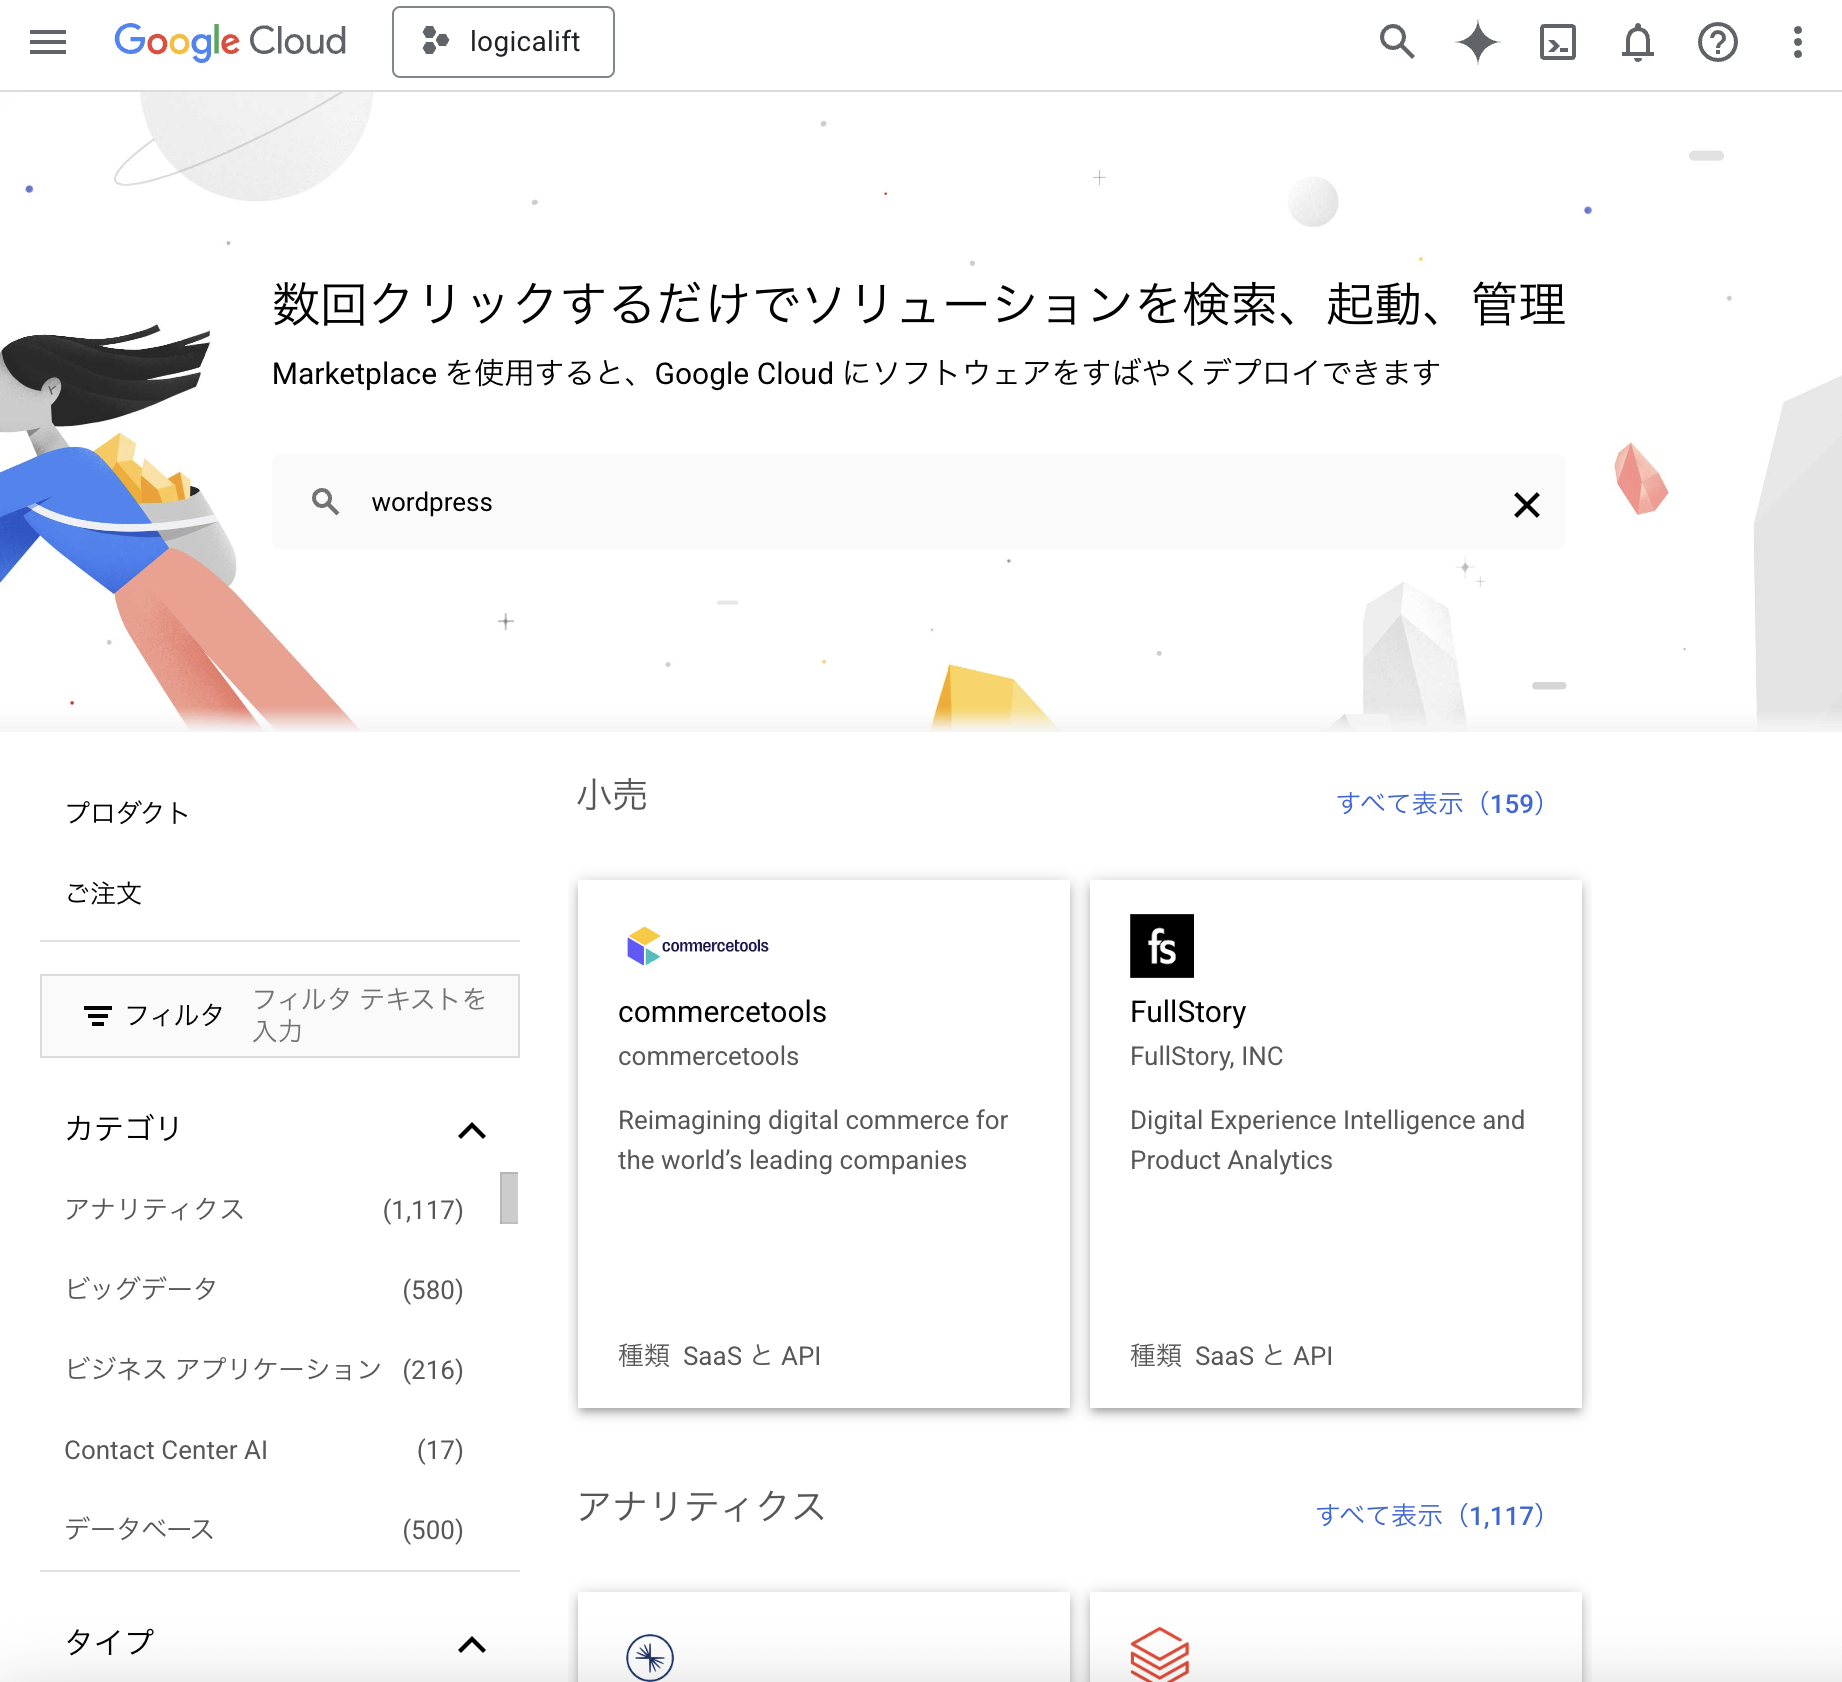 Google Cloud
logicalift
数回クリックするだけでソリューションを検索、起動、管理
Marketplace を使用すると、Google Cloud にソフトウェアをすばやくデプロイできます
wordpress
プロダクト
ご注文
フィルタ
フィルタ テキストを
入力
カテゴリ
アナリティクス (1,117)
ビッグデータ (580)
ビジネス アプリケーション (216)
Contact Center AI (17)
データベース (500)
タイプ
小売
すべて表示（159）
commercetools
commercetools
commercetools
Reimagining digital commerce for
the world’s leading companies
種類 SaaS と API
fs
FullStory
FullStory, INC
Digital Experience Intelligence and
Product Analytics
種類 SaaS と API
アナリティクス
すべて表示（1,117）